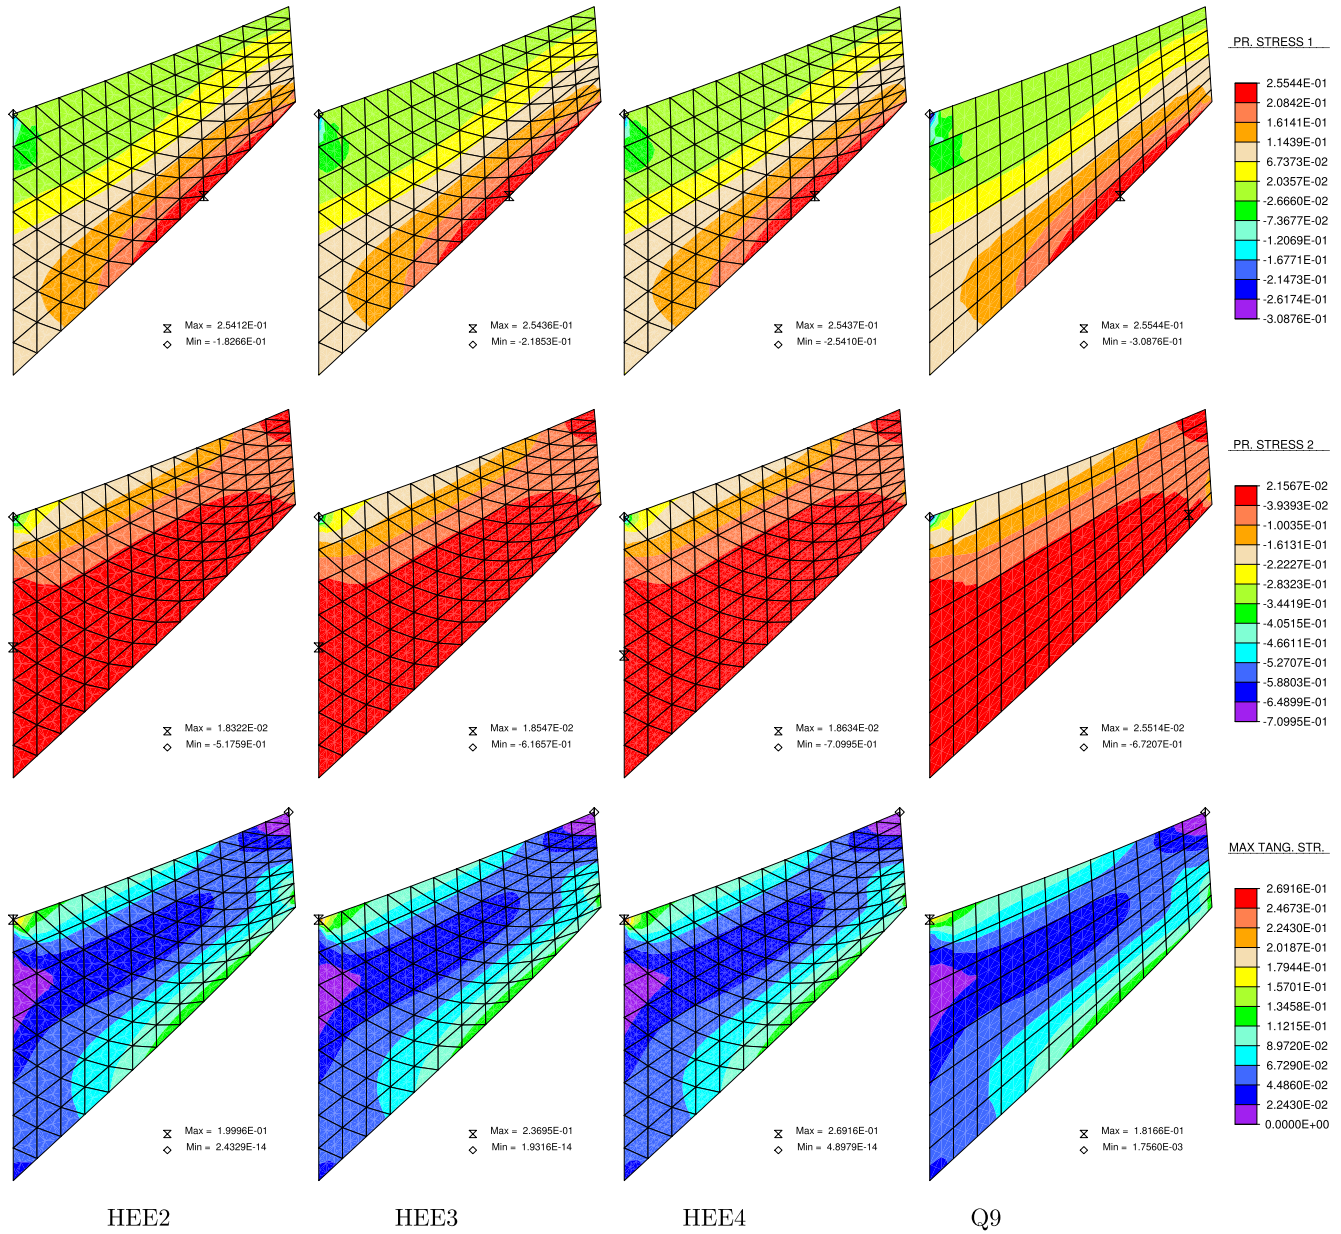 PR. STRESS 1
2.5544E-01
2.0842E-01
1.6141E-01
1.1439E-01
6.7373E-02
2.0357E-02
-2.6660E-02
-7.3677E-02
-1.2069E-01
-1.6771E-01
-2.1473E-01
-2.6174E-01
-3.0876E-01
Max = 2.5412E-01
Min = -1.8266E-01
Max = 2.5436E-01
Min = -2.1853E-01
Max = 2.5437E-01
Min = -2.5410E-01
Max = 2.5544E-01
Min = -3.0876E-01
PR. STRESS 2
2.1567E-02
-3.9393E-02
-1.0035E-01
-1.6131E-01
-2.2227E-01
-2.8323E-01
-3.4419E-01
-4.0515E-01
-4.6611E-01
-5.2707E-01
-5.8803E-01
-6.4899E-01
-7.0995E-01
Max = 1.8322E-02
Min = -5.1759E-01
Max = 1.8547E-02
Min = -6.1657E-01
Max = 1.8634E-02
Min = -7.0995E-01
Max = 2.5514E-02
Min = -6.7207E-01
MAX TANG. STR.
2.6916E-01
2.4673E-01
2.2430E-01
2.0187E-01
1.7944E-01
1.5701E-01
1.3458E-01
1.1215E-01
8.9720E-02
6.7290E-02
4.4860E-02
2.2430E-02
0.0000E+00
Max = 1.9996E-01
Min = 2.4329E-14
Max = 2.3695E-01
Min = 1.9316E-14
Max = 2.6916E-01
Min = 4.8979E-14
Max = 1.8166E-01
Min = 1.7560E-03
HEE2 HEE3 HEE4 Q9